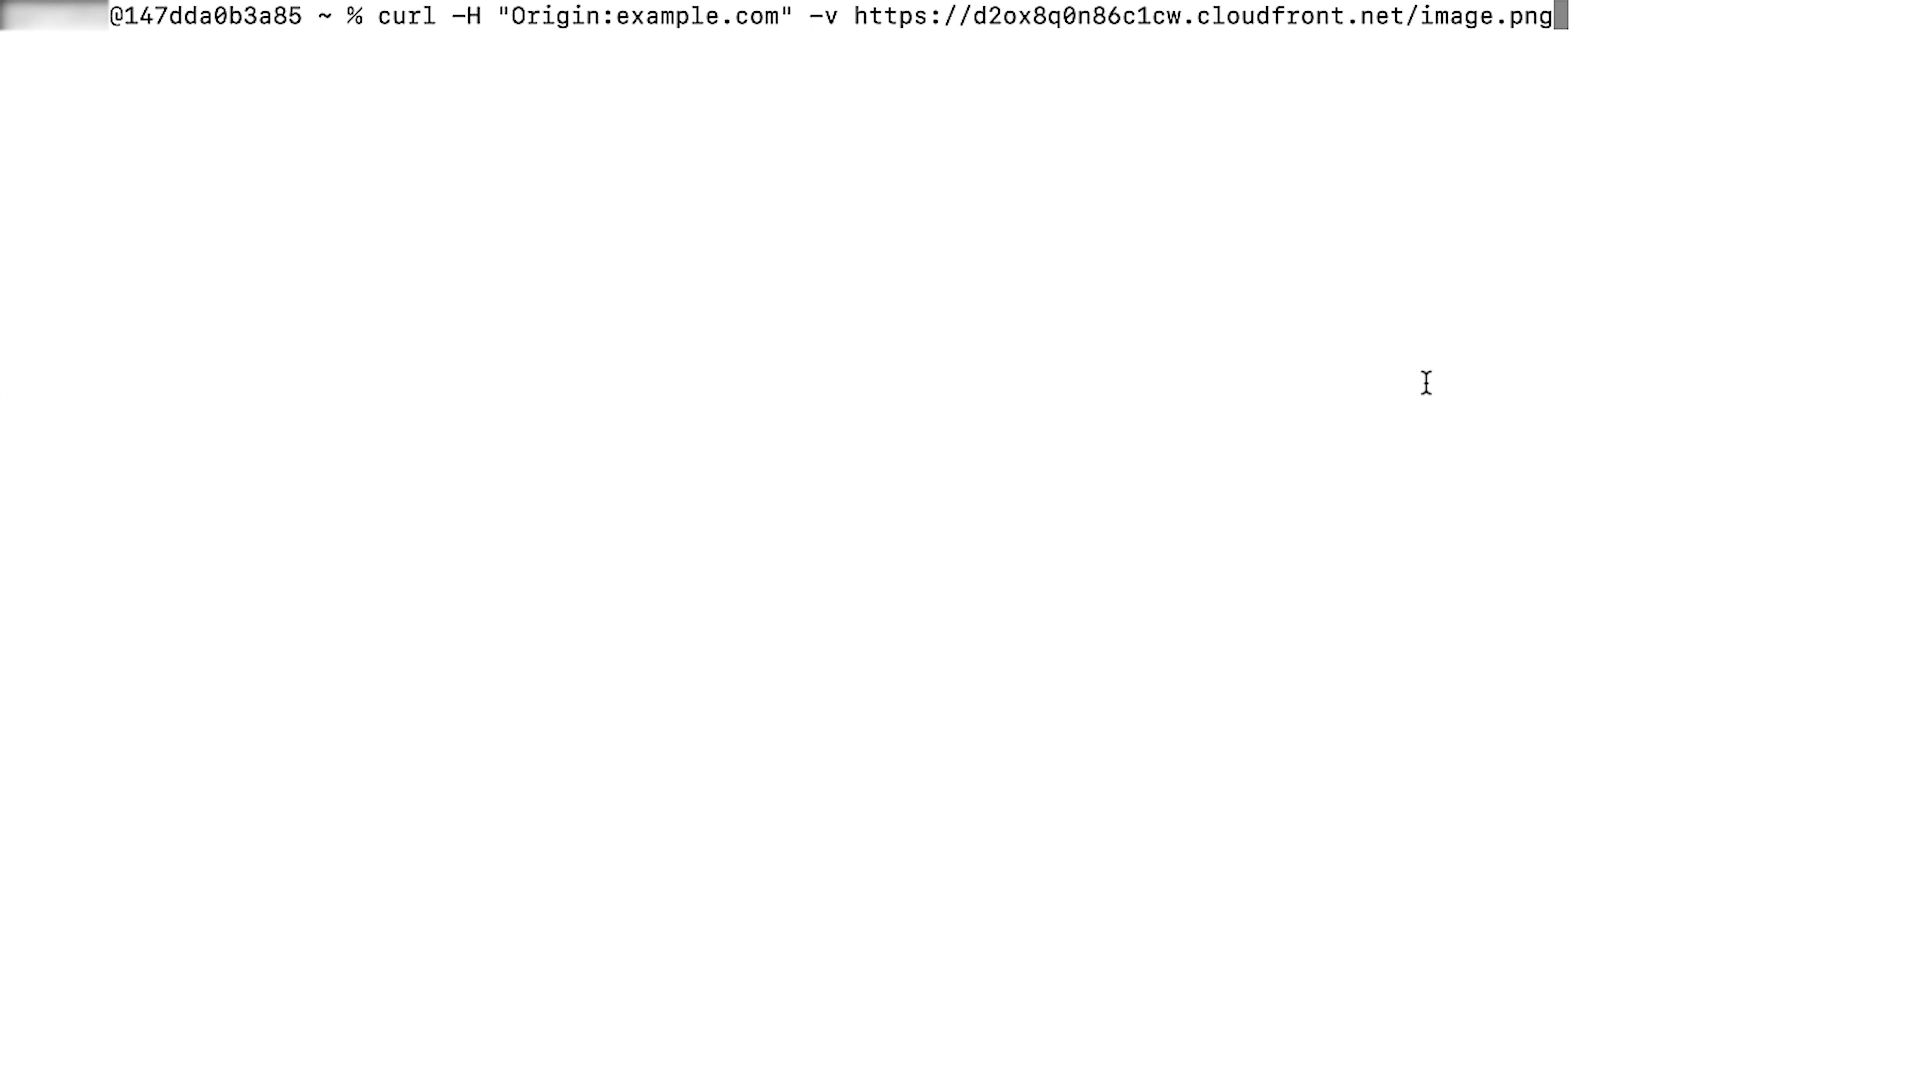 @147dda0b3a85 ~ % curl -H "Origin:example.com" -v https://d2ox8q0n86c1cw.cloudfront.net/image.png